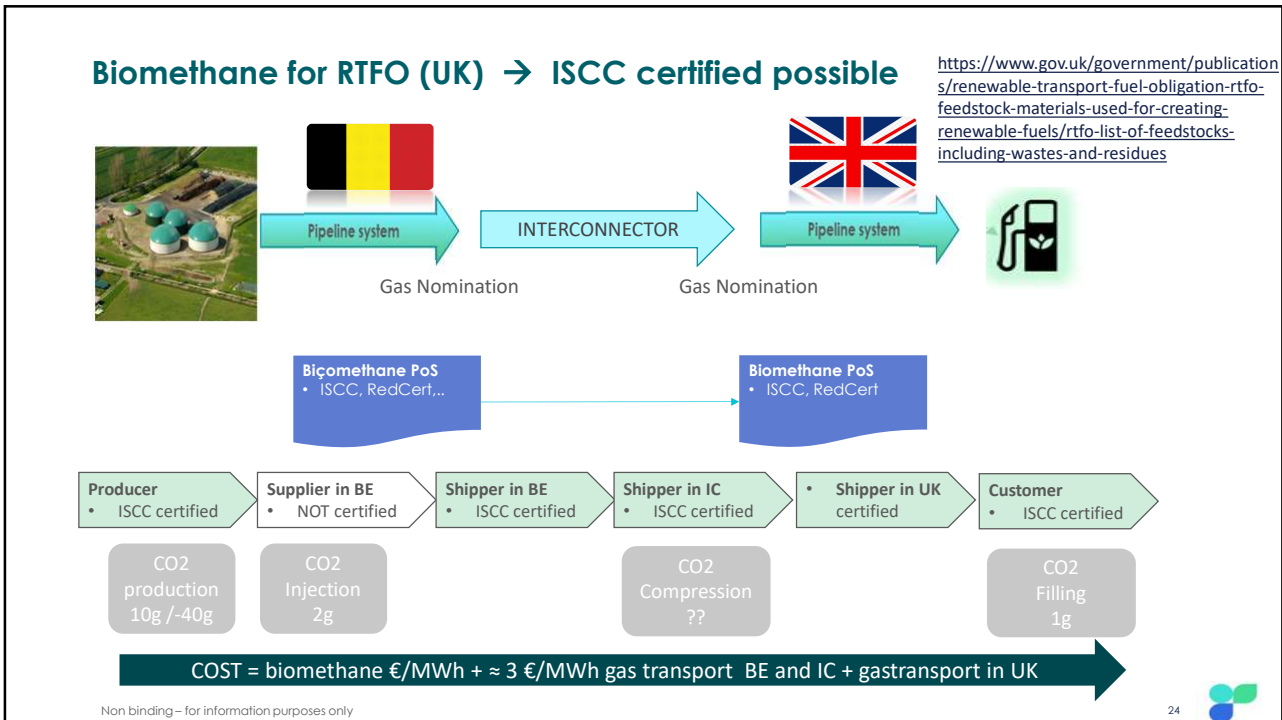 Biomethane for RTFO (UK) → ISCC certified possible
https://www.gov.uk/government/publication
s/renewable-transport-fuel-obligation-rtfo-
feedstock-materials-used-for-creating-
renewable-fuels/rtfo-list-of-feedstocks-
including-wastes-and-residues
Pipeline system
INTERCONNECTOR
Pipeline system
Gas Nomination
Gas Nomination
Biçomethane PoS
• ISCC, RedCert,..
Biomethane PoS
• ISCC, RedCert
Producer
• ISCC certified
Supplier in BE
• NOT certified
Shipper in BE
• ISCC certified
Shipper in IC
• ISCC certified
• Shipper in UK
certified
Customer
• ISCC certified
CO2
production
10g /-40g
CO2
Injection
2g
CO2
Compression
??
CO2
Filling
1g
COST = biomethane €/MWh + ≈ 3 €/MWh gas transport BE and IC + gastransport in UK
Non binding – for information purposes only
24